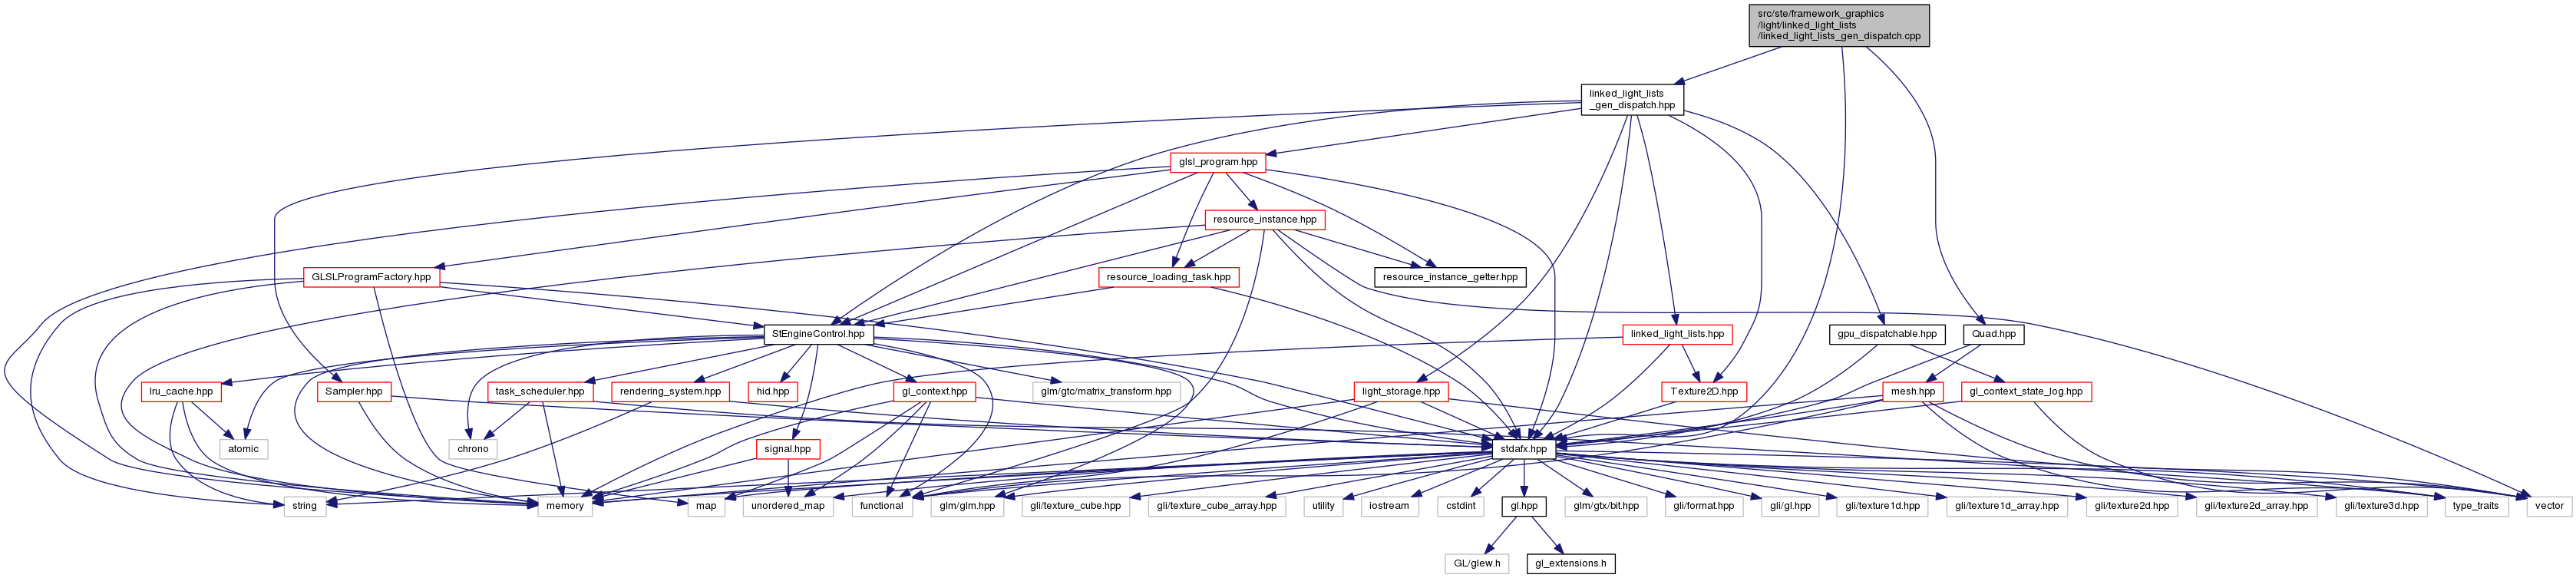 src/ste/framework_graphics
/light/linked_light_lists
/linked_light_lists_gen_dispatch.cpp
linked_light_lists
_gen_dispatch.hpp
glsl_program.hpp
resource_instance.hpp
GLSLProgramFactory.hpp
resource_loading_task.hpp
resource_instance_getter.hpp
StEngineControl.hpp
linked_light_lists.hpp
gpu_dispatchable.hpp
Quad.hpp
lru_cache.hpp
Sampler.hpp
task_scheduler.hpp
rendering_system.hpp
hid.hpp
gl_context.hpp
glm/gtc/matrix_transform.hpp
light_storage.hpp
Texture2D.hpp
mesh.hpp
gl_context_state_log.hpp
atomic
chrono
signal.hpp
stdafx.hpp
string
memory
map
unordered_map
functional
glm/glm.hpp
gli/texture_cube.hpp
gli/texture_cube_array.hpp
utility
iostream
cstdint
gl.hpp
glm/gtx/bit.hpp
gli/format.hpp
gli/gl.hpp
gli/texture1d.hpp
gli/texture1d_array.hpp
gli/texture2d.hpp
gli/texture2d_array.hpp
gli/texture3d.hpp
type_traits
vector
GL/glew.h
gl_extensions.h